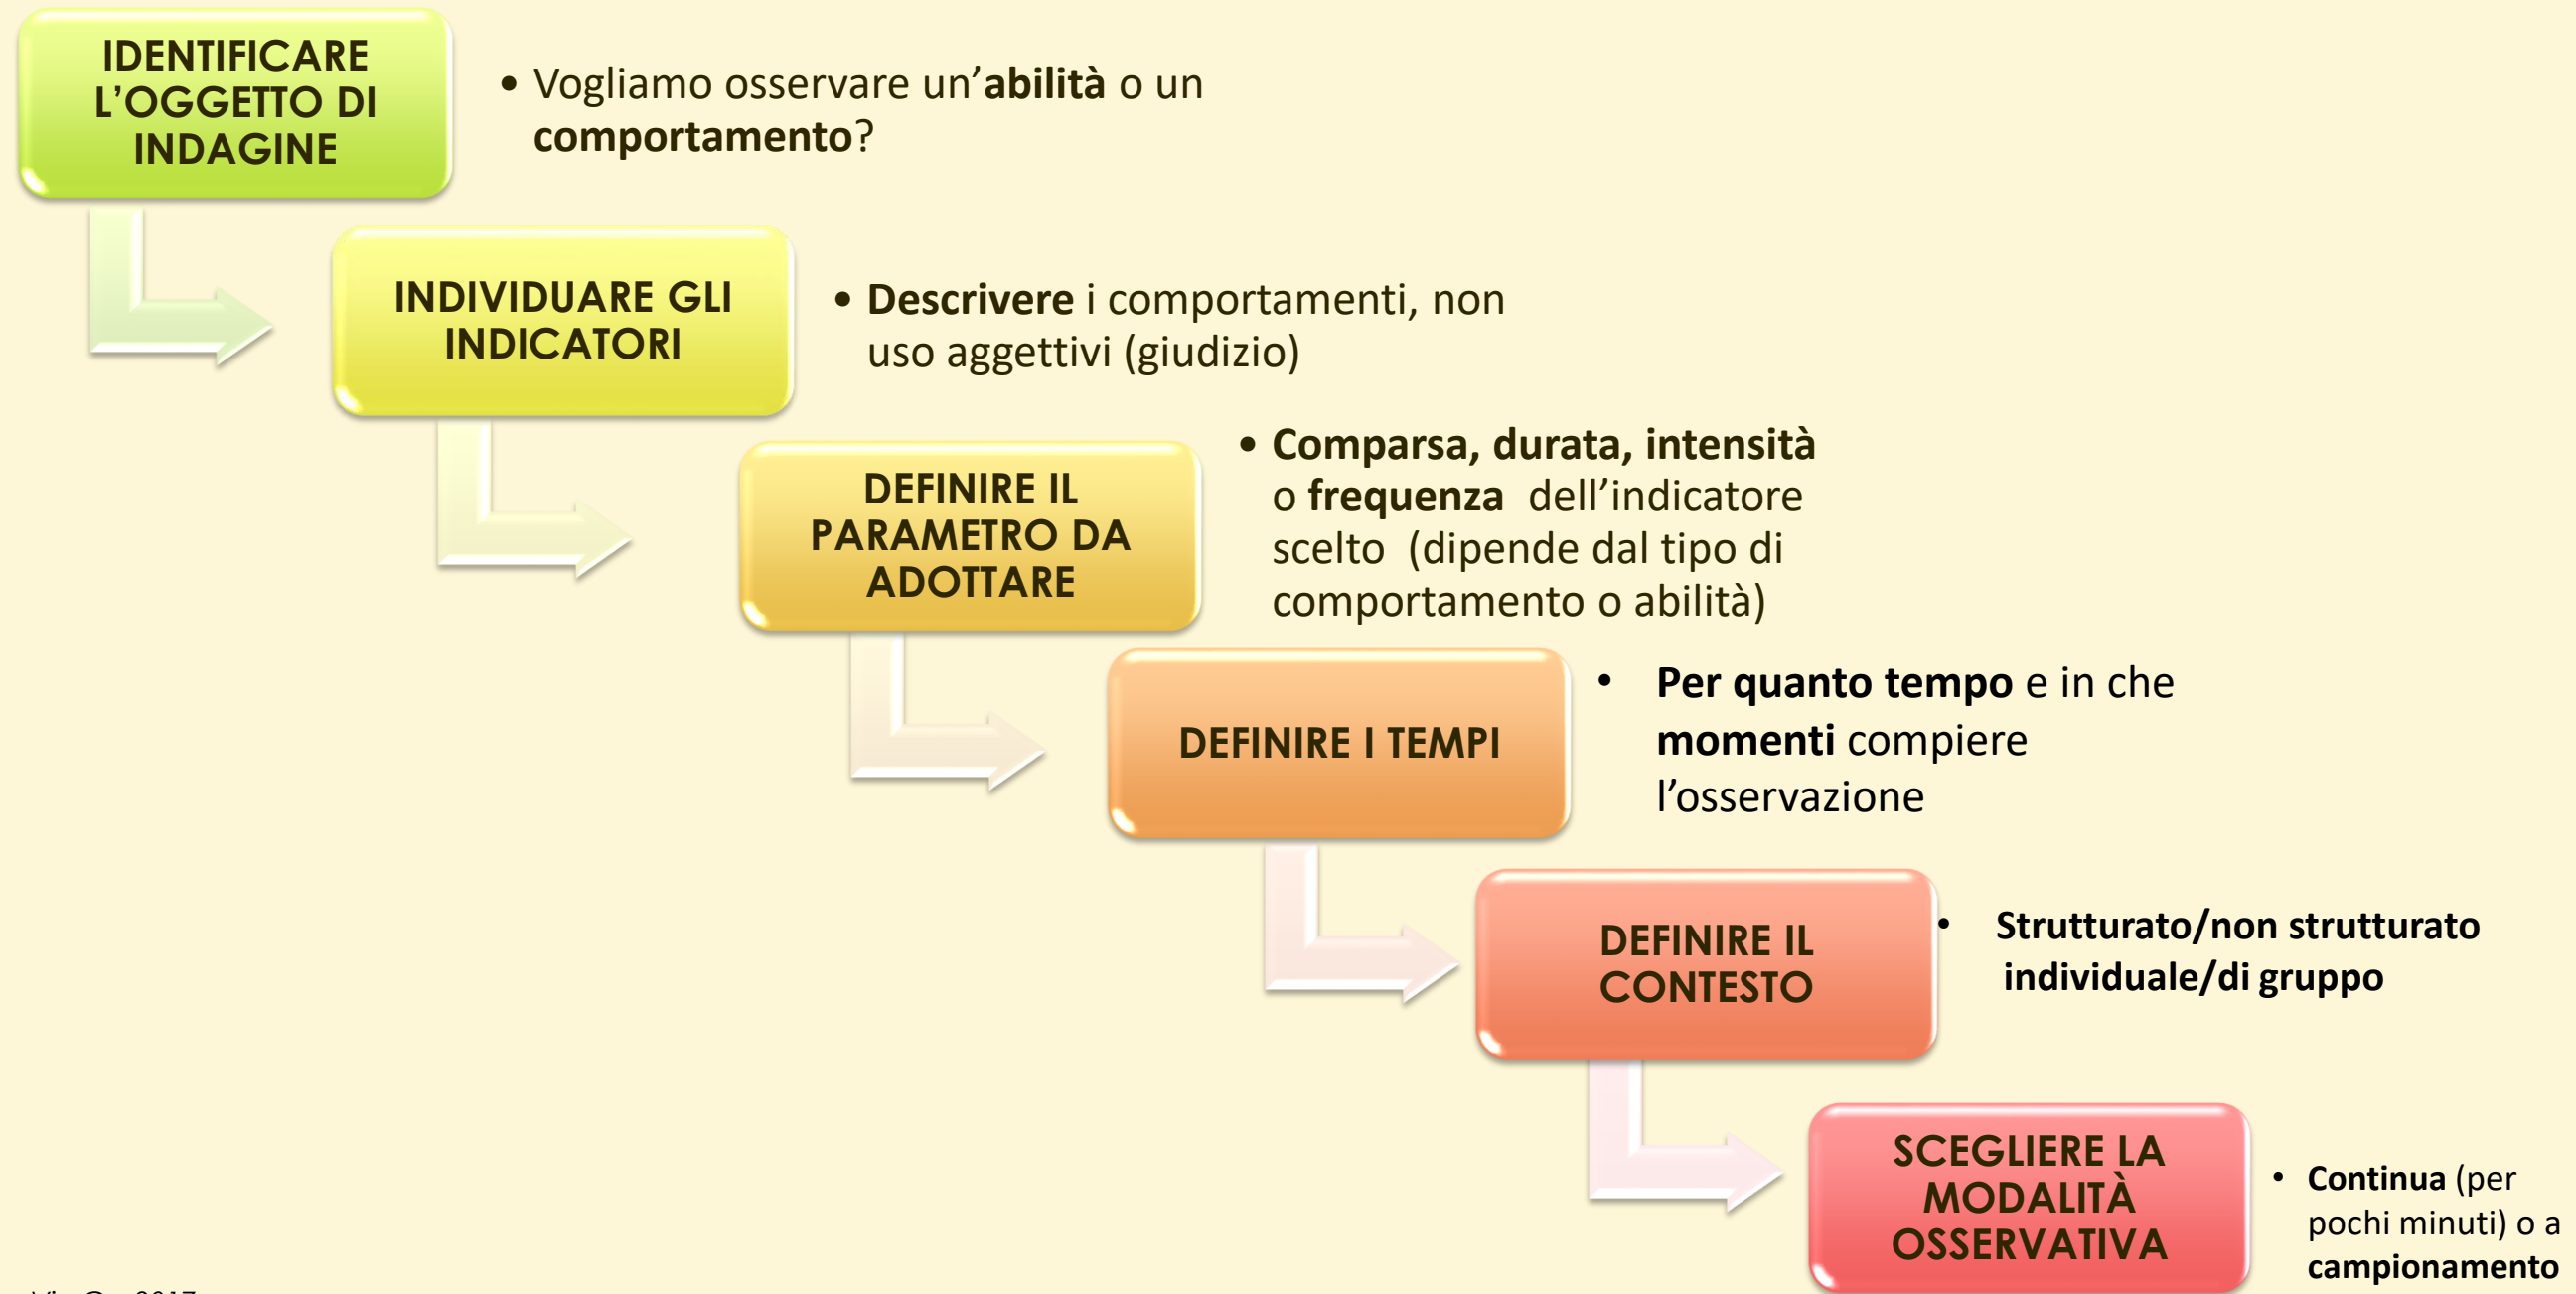 IDENTIFICARE
L'OGGETTO DI
INDAGINE
• Vogliamo osservare un'abilità o un
comportamento?
INDIVIDUARE GLI
INDICATORI
• Descrivere i comportamenti, non
uso aggettivi (giudizio)
DEFINIRE IL
PARAMETRO DA
ADOTTARE
• Comparsa, durata, intensità
o frequenza dell'indicatore
scelto (dipende dal tipo di
comportamento o abilità)
DEFINIRE I TEMPI
• Per quanto tempo e in che
momenti compiere
l'osservazione
DEFINIRE IL
CONTESTO
• Strutturato/non strutturato
individuale/di gruppo
SCEGLIERE LA
MODALITÀ
OSSERVATIVA
• Continua (per
pochi minuti) o a
campionamento